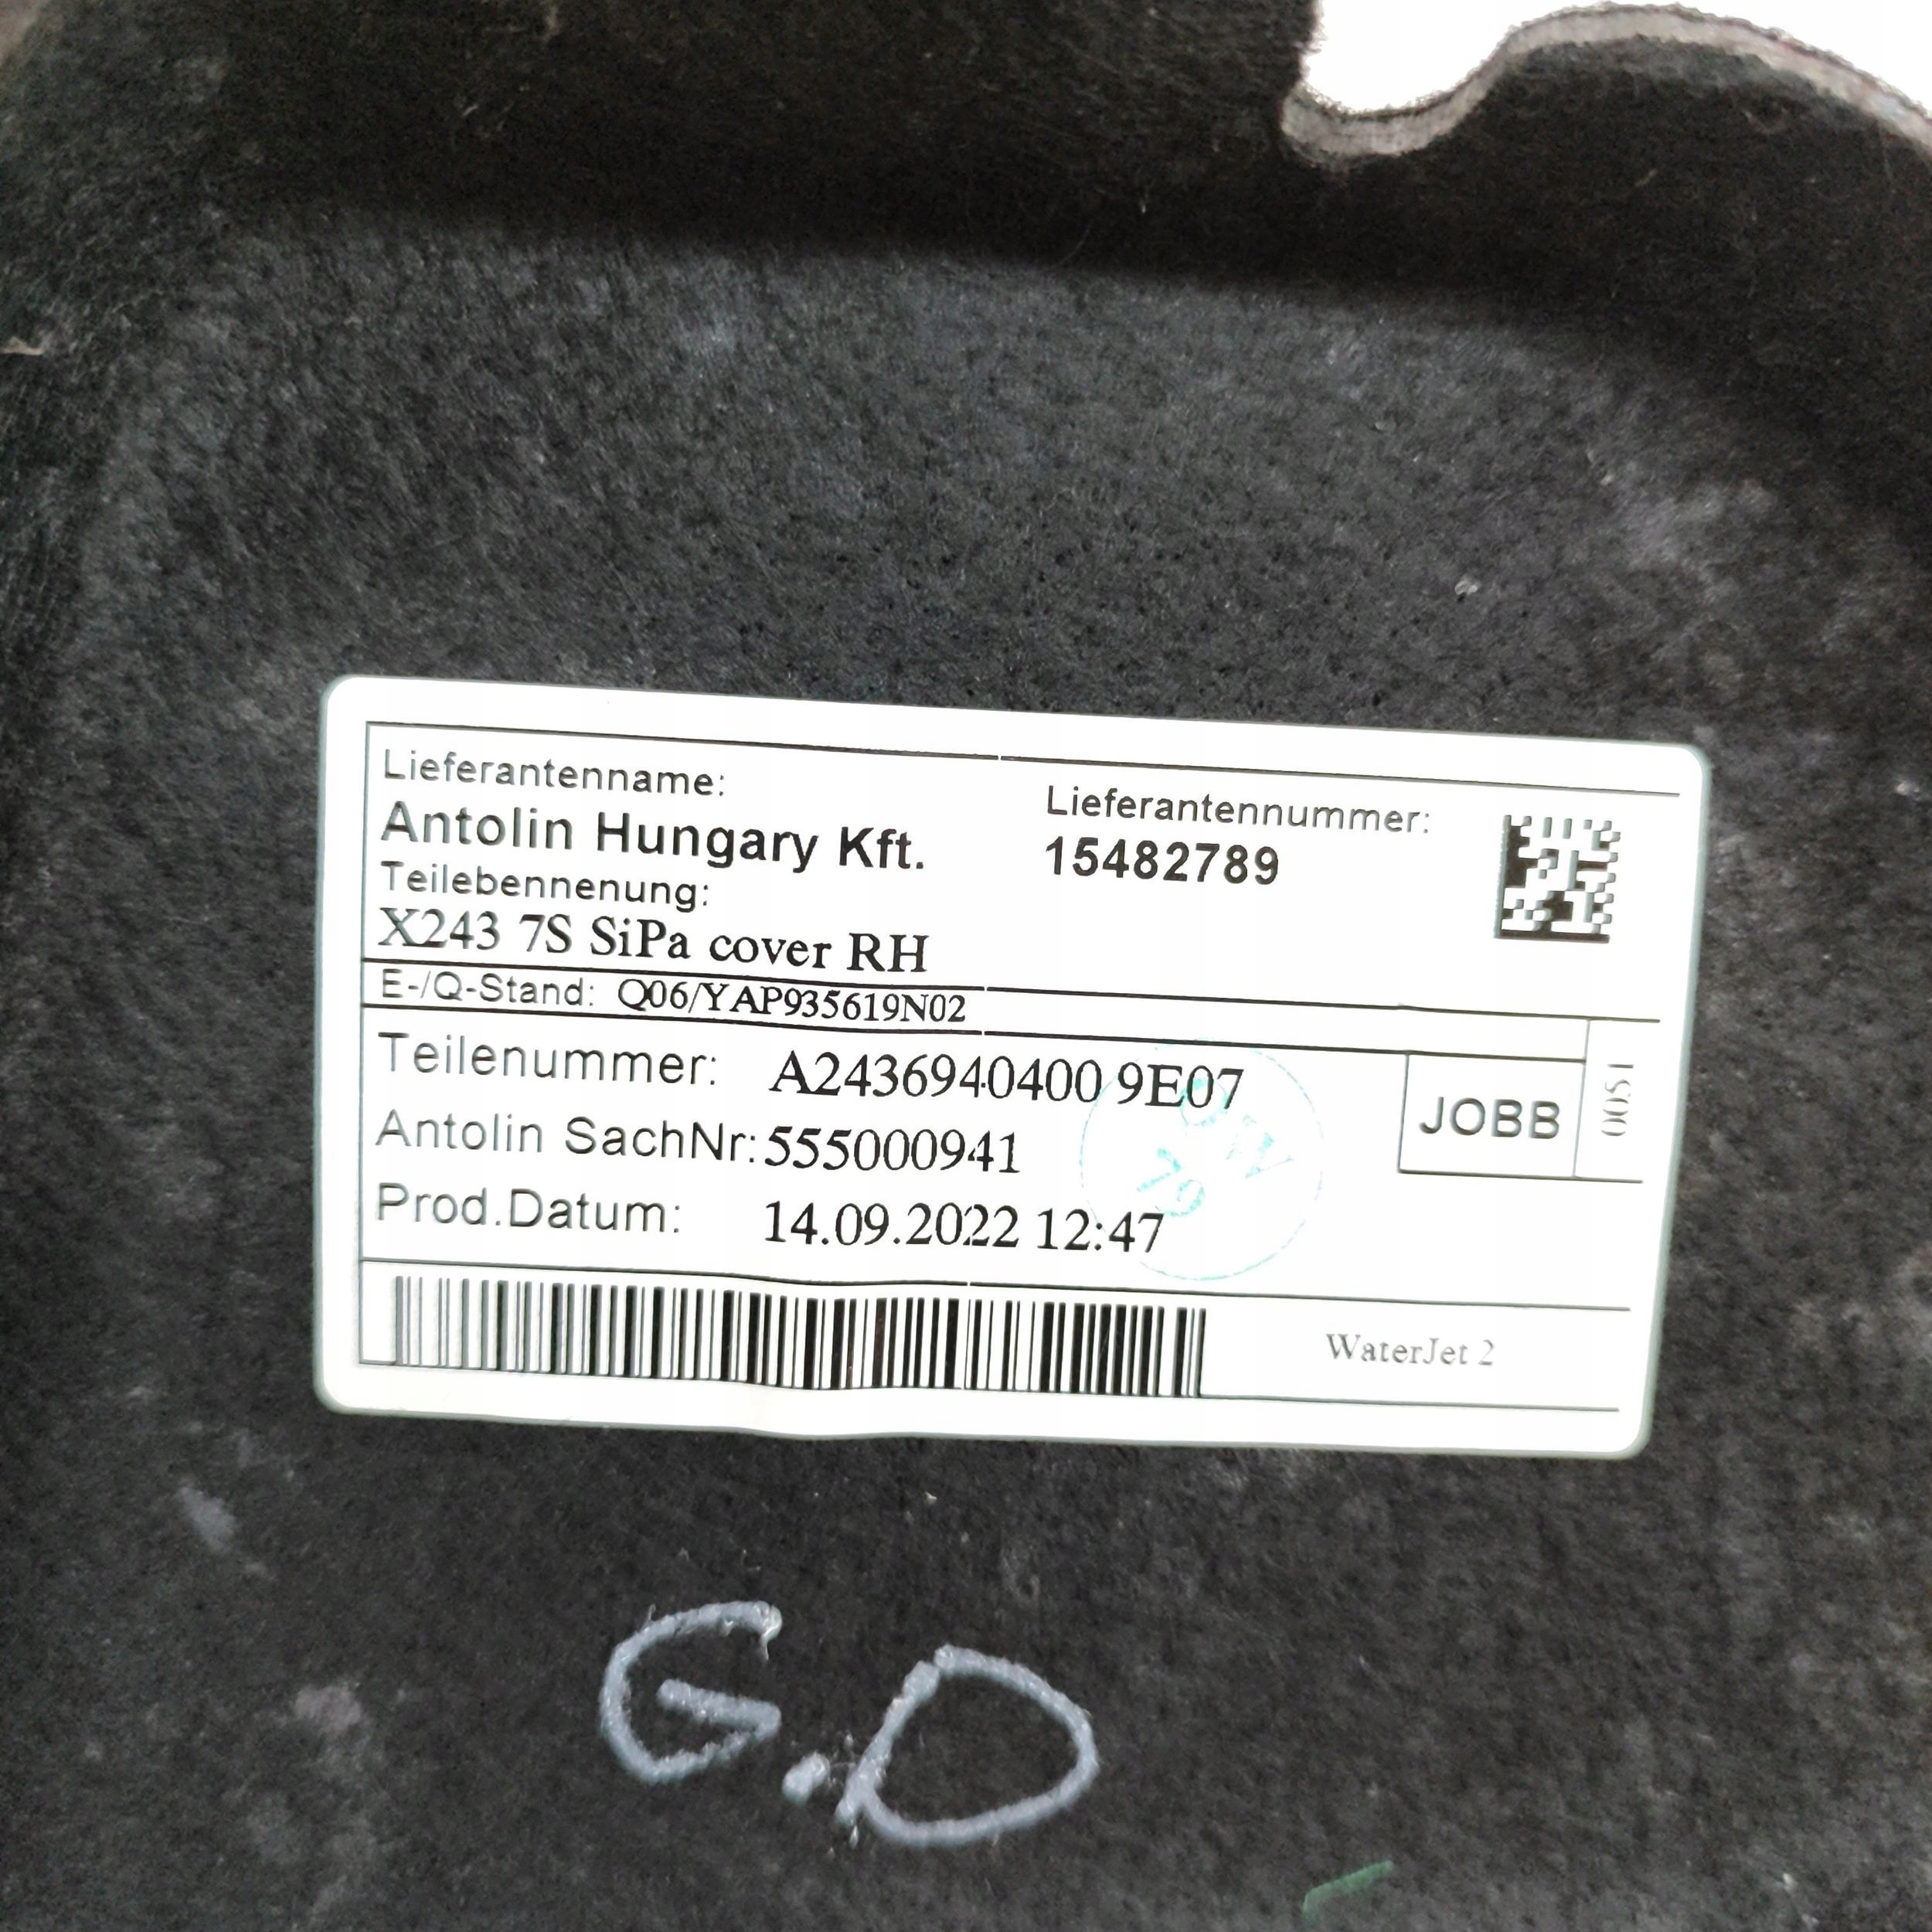 Lieferantenname:
Antolin Hungary Kft.
Lieferantennummer:
15482789
Teilebennenung:
X243 7S SiPa cover RH
E-/Q-Stand: Q06/YAP935619N02
Teilenummer: A2436940400 9E07
Antolin SachNr: 555000941
Prod.Datum: 14.09.2022 12:47
JOBB
0051
WaterJet 2
G.D